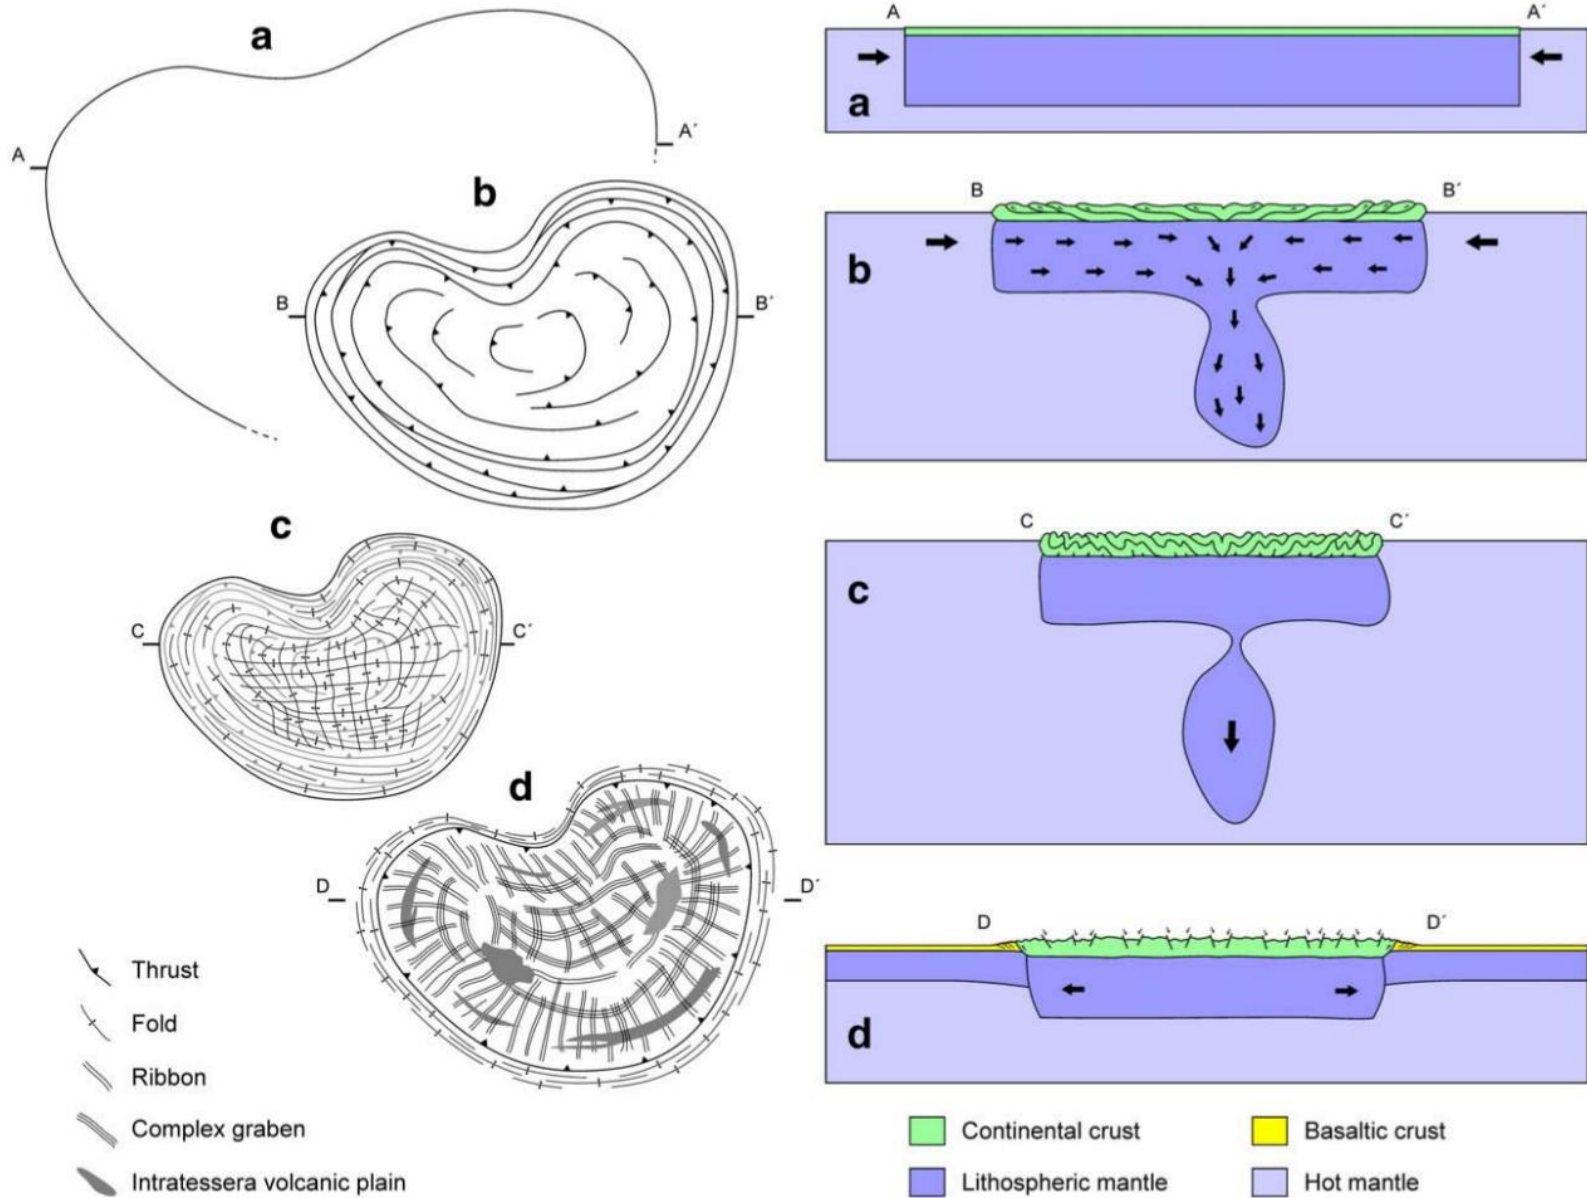 a
A
A´
b
B
B´
c
C
C´
d
D
D´
Thrust
Fold
Ribbon
Complex graben
Intratessera volcanic plain
A
A´
a
B
B´
b
C
C´
c
D
D´
d
Continental crust
Basaltic crust
Lithospheric mantle
Hot mantle